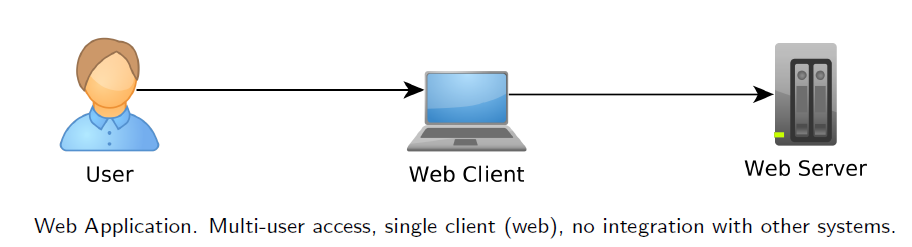 User
Web Client
Web Server
Web Application. Multi-user access, single client (web), no integration with other systems.